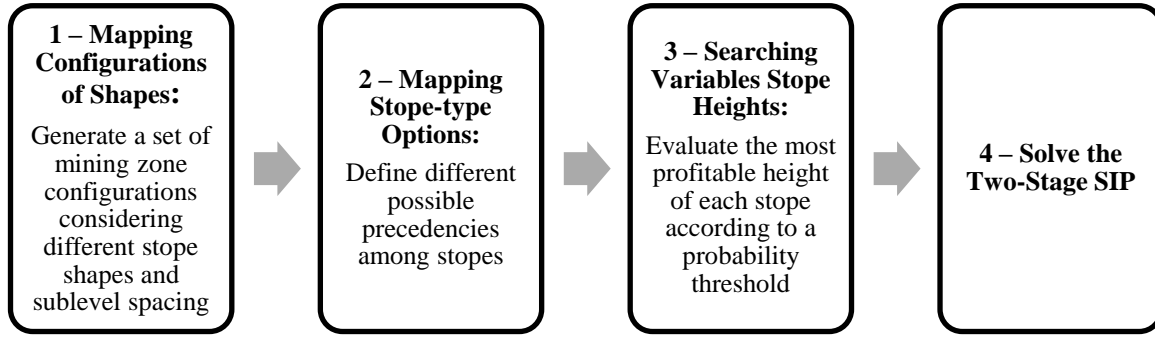 1 – Mapping
Configurations
of Shapes:
Generate a set of
mining zone
configurations
considering
different stope
shapes and
sublevel spacing
2 – Mapping
Stope-type
Options:
Define different
possible
precedencies
among stopes
3 – Searching
Variables Stope
Heights:
Evaluate the most
profitable height
of each stope
according to a
probability
threshold
4 – Solve the
Two-Stage SIP